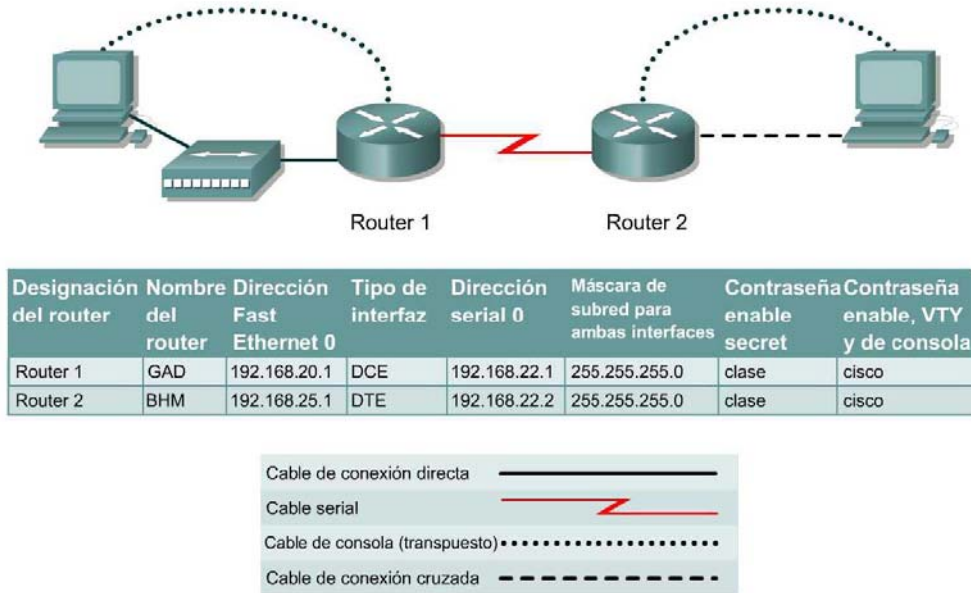 Router 1
Router 2
Designación del router
Nombre del router
Dirección Fast Ethernet 0
Tipo de interfaz
Dirección serial 0
Máscara de subred para ambas interfaces
Contraseña enable secret
Contraseña enable, VTY y de consola
Router 1 GAD 192.168.20.1 DCE 192.168.22.1 255.255.255.0 clase cisco
Router 2 BHM 192.168.25.1 DTE 192.168.22.2 255.255.255.0 clase cisco
Cable de conexión directa
Cable serial
Cable de consola (transpuesto)
Cable de conexión cruzada